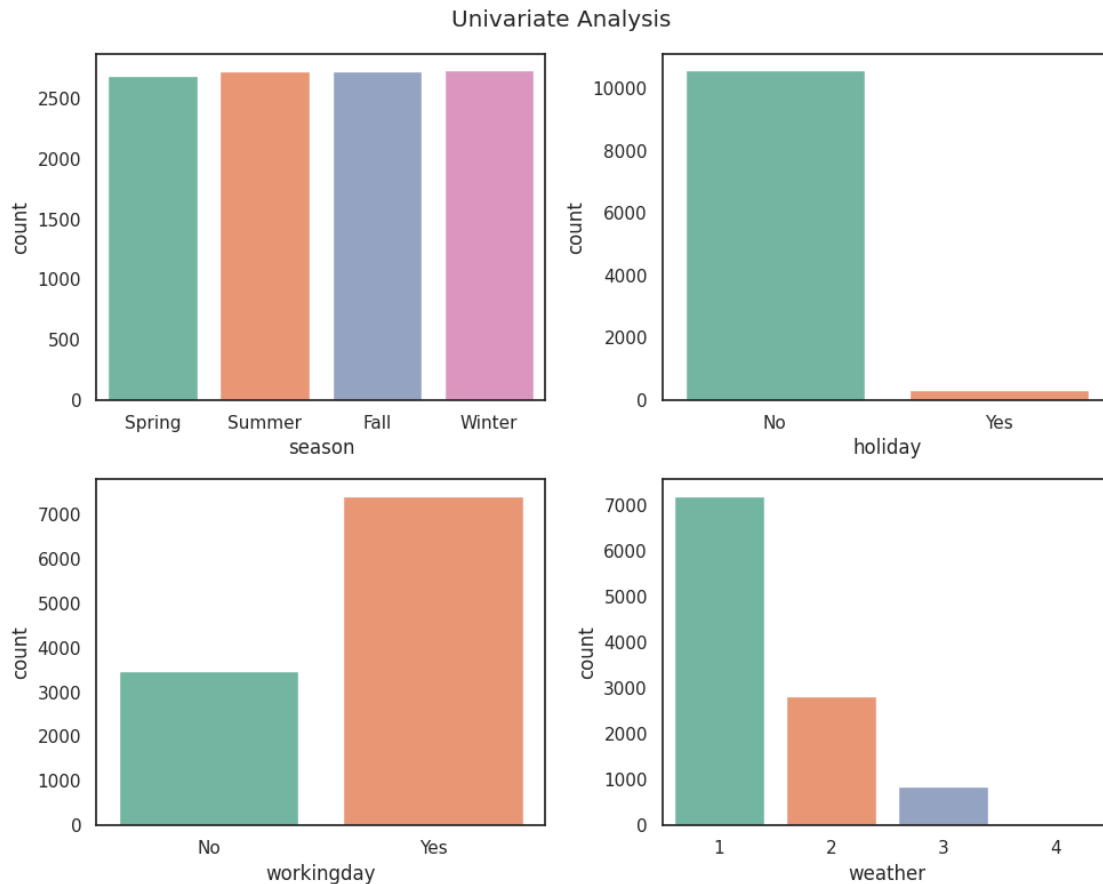 Univariate Analysis
2500
2000
1500
1000
500
0
count
Spring Summer Fall Winter
season
10000
8000
6000
4000
2000
0
count
No Yes
holiday
7000
6000
5000
4000
3000
2000
1000
0
count
No Yes
workingday
7000
6000
5000
4000
3000
2000
1000
0
count
1 2 3 4
weather